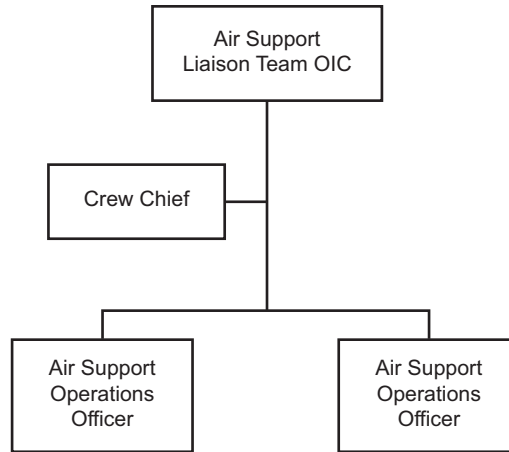 Air Support
Liaison Team OIC
Crew Chief
Air Support
Operations
Officer
Air Support
Operations
Officer